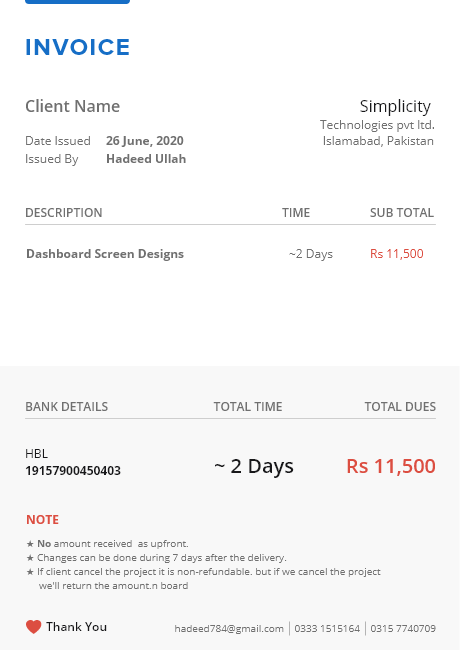 INVOICE
Client Name
Simplicity
Technologies pvt ltd.
Islamabad, Pakistan
Date Issued 26 June, 2020
Issued By Hadeed Ullah
DESCRIPTION TIME SUB TOTAL
Dashboard Screen Designs ~2 Days Rs 11,500
BANK DETAILS TOTAL TIME TOTAL DUES
HBL
19157900450403
~ 2 Days Rs 11,500
NOTE
★ No amount received as upfront.
★ Changes can be done during 7 days after the delivery.
★ If client cancel the project it is non-refundable. but if we cancel the project
we'll return the amount.n board
Thank You
hadeed784@gmail.com | 0333 1515164 | 0315 7740709